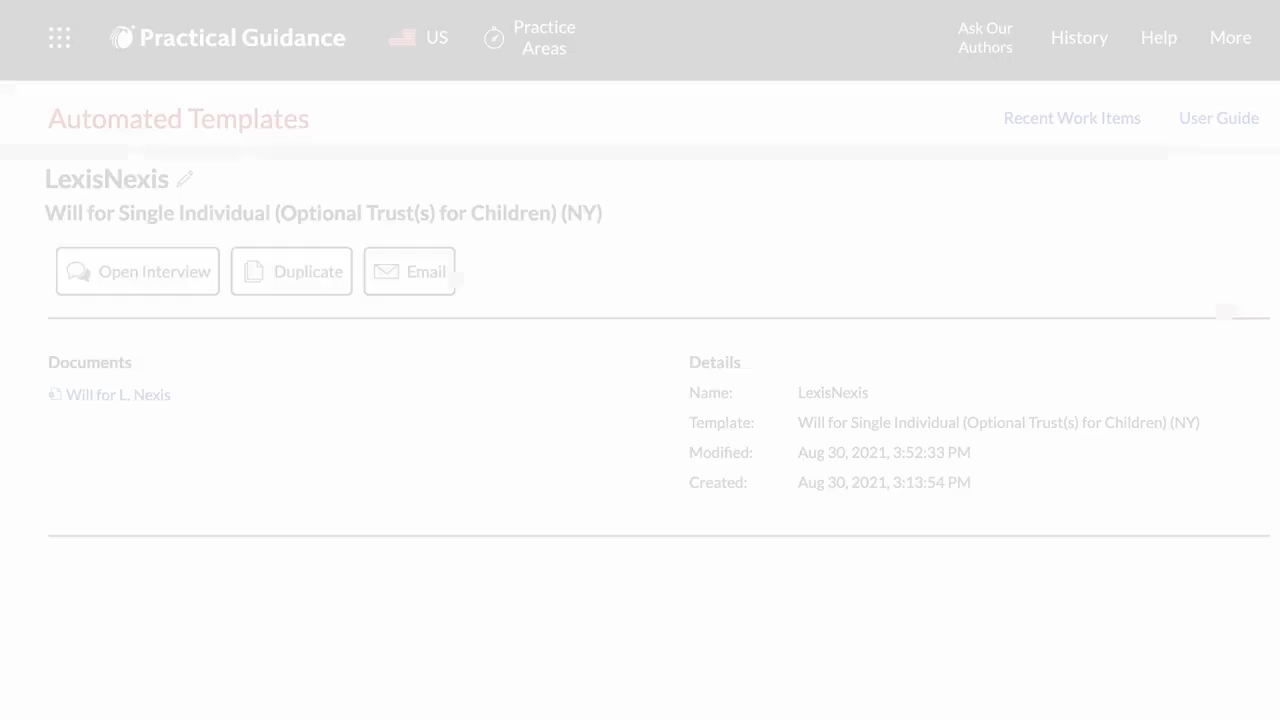 Practical Guidance
US
Practice
Areas
Ask Our
Authors
History
Help
More
Automated Templates
Recent Work Items
User Guide
LexisNexis
Will for Single Individual (Optional Trust(s) for Children) (NY)
Open Interview
Duplicate
Email
Documents
Will for L. Nexis
Details
Name: LexisNexis
Template: Will for Single Individual (Optional Trust(s) for Children) (NY)
Modified: Aug 30, 2021, 3:52:33 PM
Created: Aug 30, 2021, 3:13:54 PM